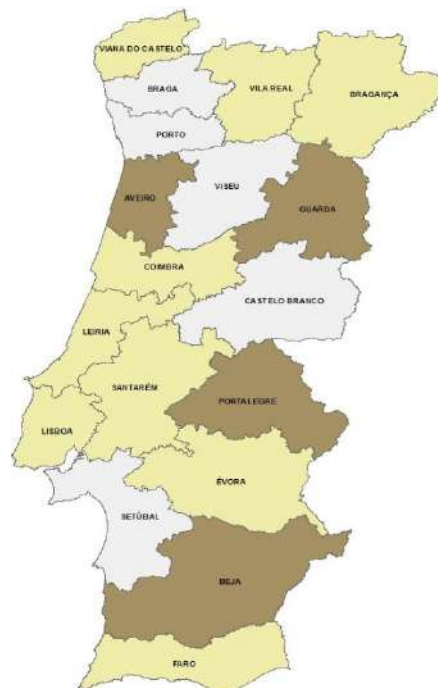 VIANA DO CASTELO
BRAGA
VILA REAL
BRAGANÇA
PORTO
AVEIRO
VISEU
GUARDA
COIMBRA
CASTELO BRANCO
LEIRIA
SANTARÉM
PORTALEGRE
LISBOA
ÉVORA
SETÚBAL
BEJA
FARO